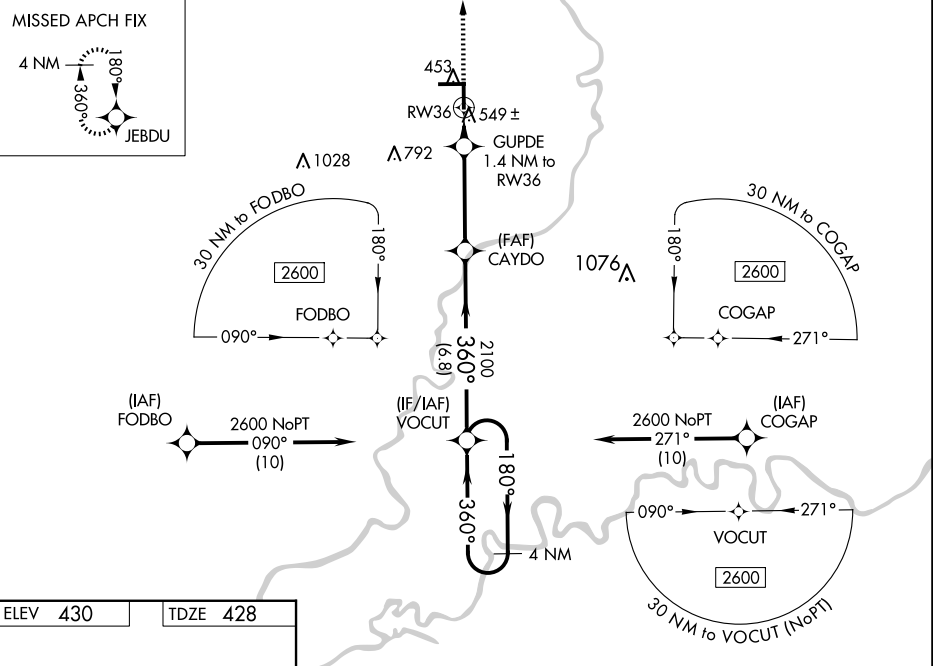 MISSED APCH FIX
4 NM
180°
360°
JEBDU
453
RW36
549 ±
GUPDE
1.4 NM to
RW36
1028
792
30 NM to FODBO
180°
2600
FODBO
090°
(FAF)
CAYDO
1076
30 NM to COGAP
180°
2600
COGAP
271°
2100
360°
(6.8)
(IAF)
FODBO
2600 NoPT
090°
(10)
(IF/IAF)
VOCUT
2600 NoPT
271°
(10)
(IAF)
COGAP
180°
360°
4 NM
090°
271°
VOCUT
2600
30 NM to VOCUT (NoPT)
ELEV 430
TDZE 428